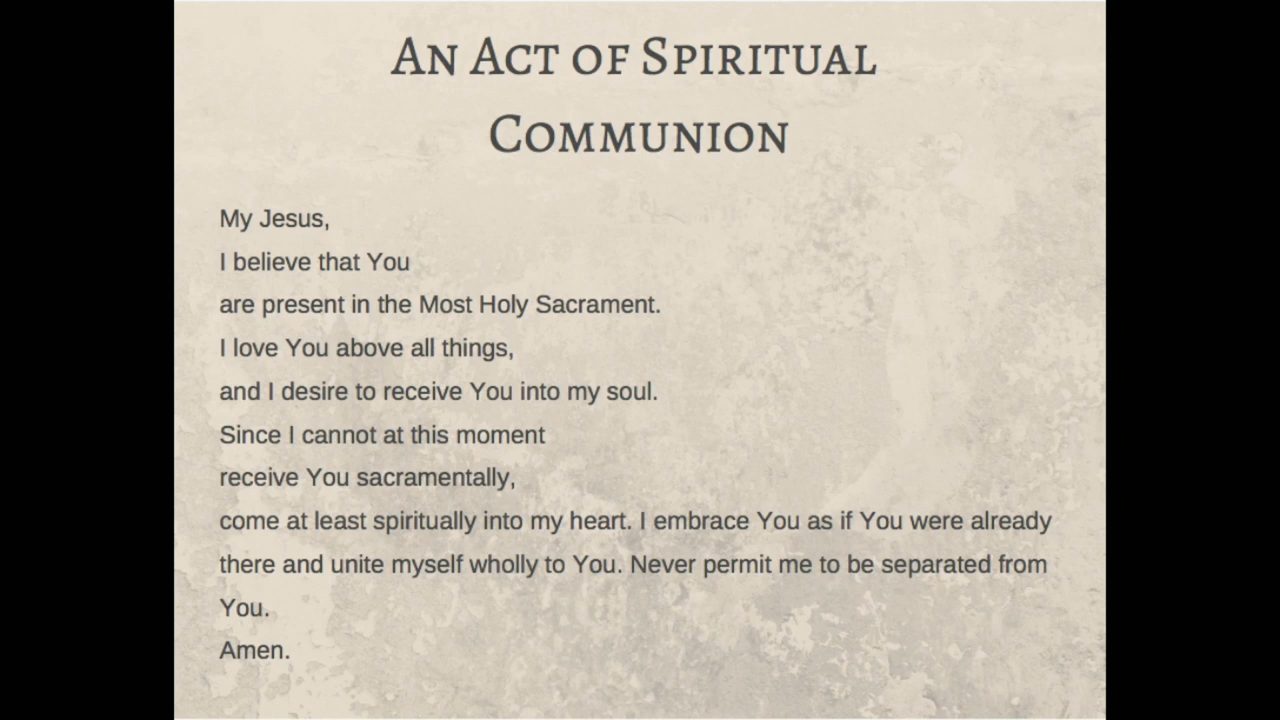 An Act of Spiritual
Communion
My Jesus,
I believe that You
are present in the Most Holy Sacrament.
I love You above all things,
and I desire to receive You into my soul.
Since I cannot at this moment
receive You sacramentally,
come at least spiritually into my heart. I embrace You as if You were already
there and unite myself wholly to You. Never permit me to be separated from
You.
Amen.